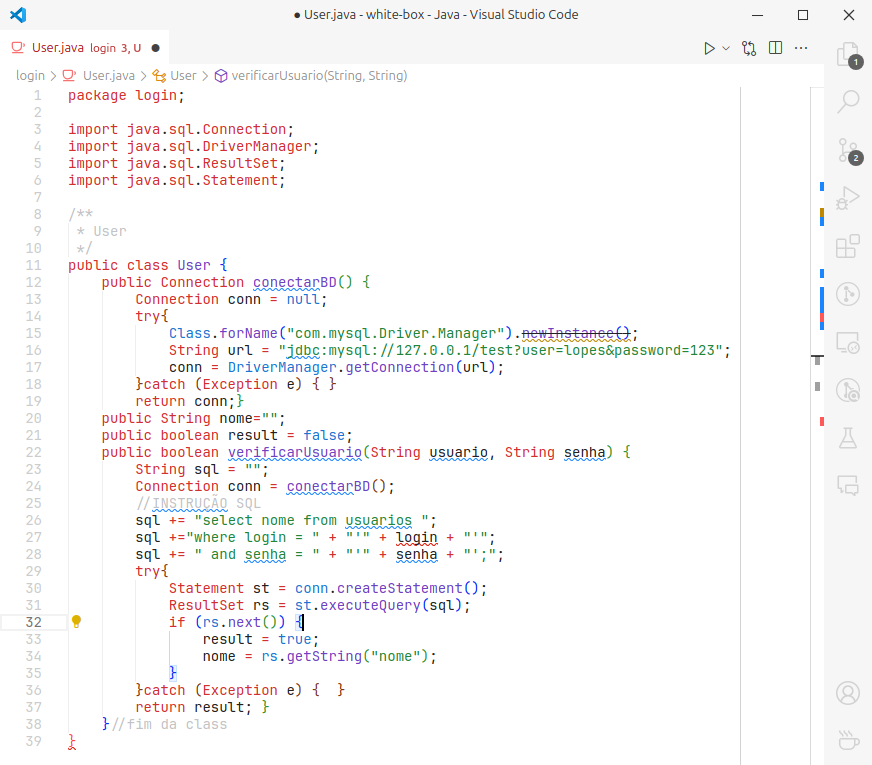 ● User.java - white-box - Java - Visual Studio Code
User.java login 3, U ●
login > User.java > User > verificarUsuario(String, String)
1 package login;
2
3 import java.sql.Connection;
4 import java.sql.DriverManager;
5 import java.sql.ResultSet;
6 import java.sql.Statement;
7
8 /**
9  * User
10  */
11 public class User {
12     public Connection conectarBD() {
13         Connection conn = null;
14         try{
15             Class.forName("com.mysql.Driver.Manager").newInstance();
16             String url = "jdbc:mysql://127.0.0.1/test?user=lopes&password=123";
17             conn = DriverManager.getConnection(url);
18         }catch (Exception e) { }
19         return conn;}
20     public String nome="";
21     public boolean result = false;
22     public boolean verificarUsuario(String usuario, String senha) {
23         String sql = "";
24         Connection conn = conectarBD();
25         //INSTRUÇÃO SQL
26         sql += "select nome from usuarios ";
27         sql +="where login = " + "'" + login + "'";
28         sql += " and senha = " + "'" + senha + "';";
29         try{
30             Statement st = conn.createStatement();
31             ResultSet rs = st.executeQuery(sql);
32             if (rs.next()) {
33                 result = true;
34                 nome = rs.getString("nome");
35             }
36         }catch (Exception e) {  }
37         return result; }
38     }//fim da class
39 }
1
2